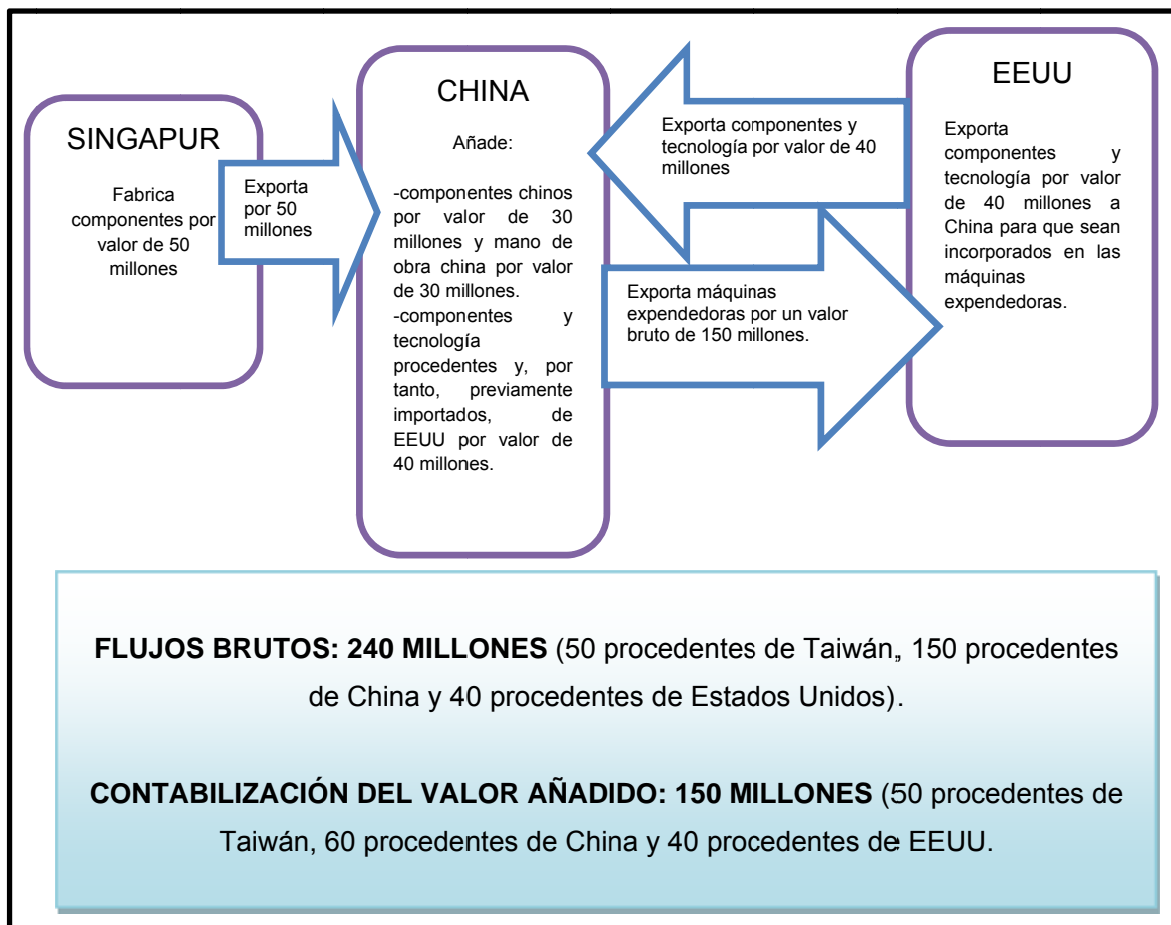 SINGAPUR
Fabrica
componentes por
valor de 50
millones
Exporta
por 50
millones
CHINA
Añade:
-componentes chinos
por valor de 30
millones y mano de
obra china por valor
de 30 millones.
-componentes y
tecnología
procedentes y, por
tanto, previamente
importados, de
EEUU por valor de
40 millones.
Exporta componentes y
tecnología por valor de 40
millones
Exporta máquinas
expendedoras por un valor
bruto de 150 millones.
EEUU
Exporta
componentes y
tecnología por valor
de 40 millones a
China para que sean
incorporados en las
máquinas
expendedoras.
FLUJOS BRUTOS: 240 MILLONES (50 procedentes de Taiwán, 150 procedentes
de China y 40 procedentes de Estados Unidos).
CONTABILIZACIÓN DEL VALOR AÑADIDO: 150 MILLONES (50 procedentes de
Taiwán, 60 procedentes de China y 40 procedentes de EEUU.